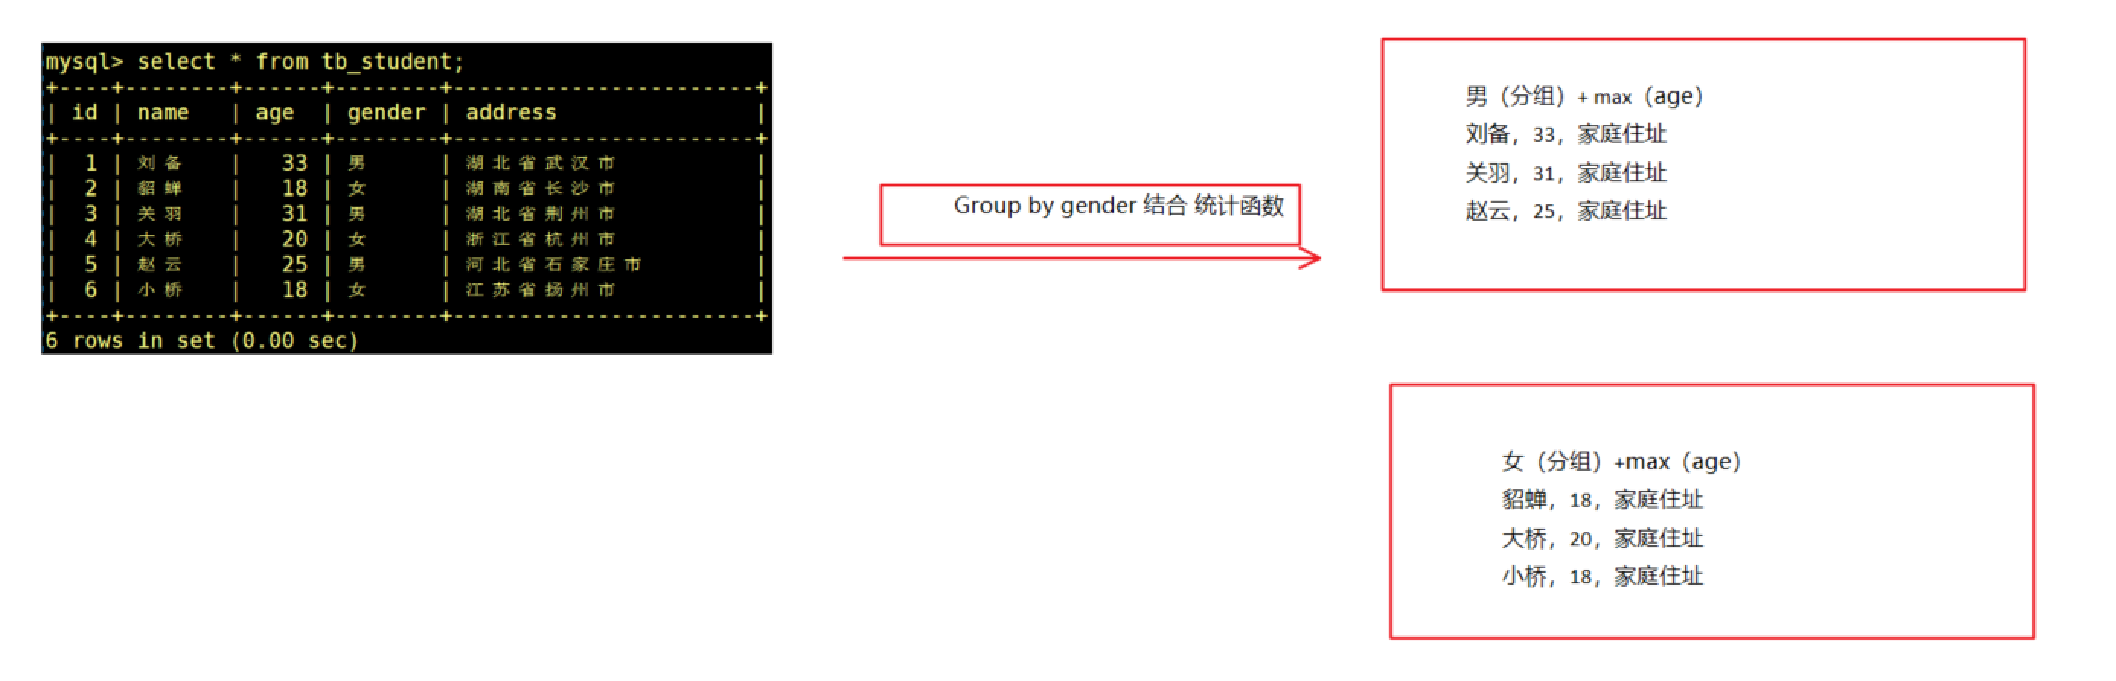 mysql> select * from tb_student;
+----+--------+------+--------+-----------------------+
| id | name | age | gender | address |
+----+--------+------+--------+-----------------------+
| 1 | 刘备 | 33 | 男 | 湖北省武汉市 |
| 2 | 貂蝉 | 18 | 女 | 湖南省长沙市 |
| 3 | 关羽 | 31 | 男 | 湖北省荆州市 |
| 4 | 大桥 | 20 | 女 | 浙江省杭州市 |
| 5 | 赵云 | 25 | 男 | 河北省石家庄市 |
| 6 | 小桥 | 18 | 女 | 江苏省扬州市 |
+----+--------+------+--------+-----------------------+
6 rows in set (0.00 sec)
Group by gender 结合 统计函数
男（分组）+ max（age）
刘备，33，家庭住址
关羽，31，家庭住址
赵云，25，家庭住址
女（分组）+max（age）
貂蝉，18，家庭住址
大桥，20，家庭住址
小桥，18，家庭住址